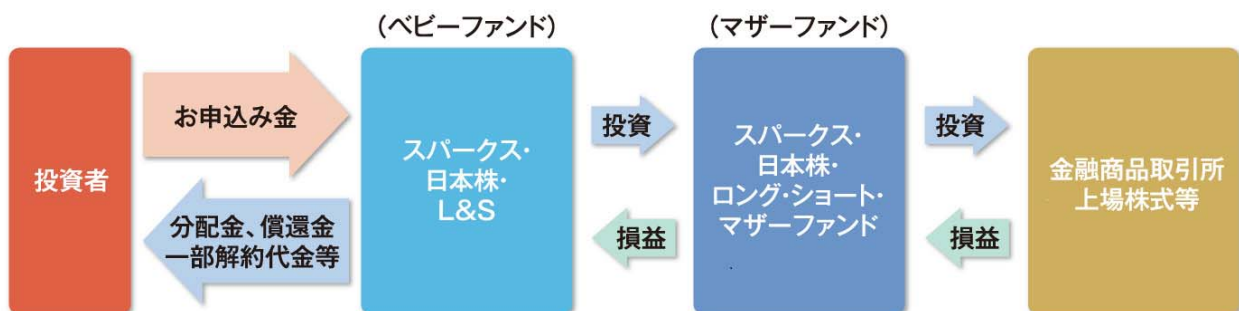 (ベビーファンド)
(マザーファンド)
投資者
お申込み金
分配金、償還金
一部解約代金等
スパークス・
日本株・
L&S
投資
損益
スパークス・
日本株・
ロング・ショート・
マザーファンド
投資
損益
金融商品取引所
上場株式等